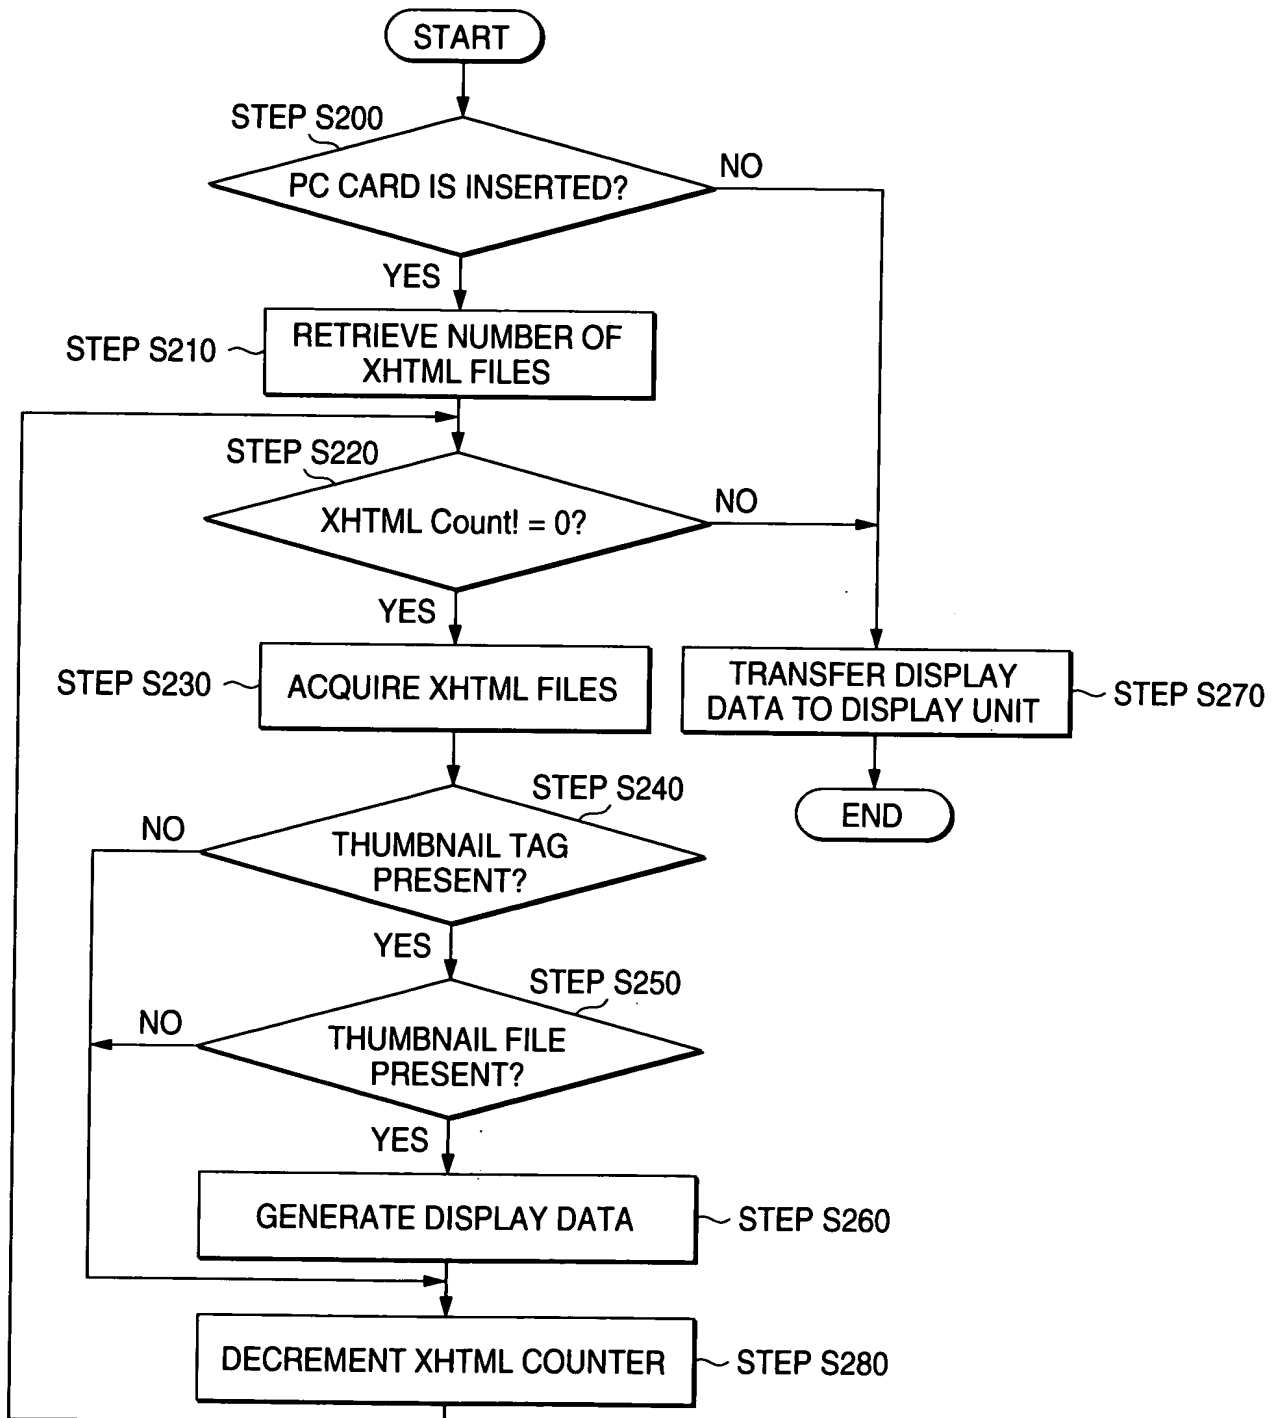 START
STEP S200
PC CARD IS INSERTED?
NO
YES
STEP S210
RETRIEVE NUMBER OF
XHTML FILES
STEP S220
XHTML Count! = 0?
NO
YES
STEP S230
ACQUIRE XHTML FILES
TRANSFER DISPLAY
DATA TO DISPLAY UNIT
STEP S270
END
STEP S240
NO
THUMBNAIL TAG
PRESENT?
YES
STEP S250
NO
THUMBNAIL FILE
PRESENT?
YES
GENERATE DISPLAY DATA
STEP S260
DECREMENT XHTML COUNTER
STEP S280